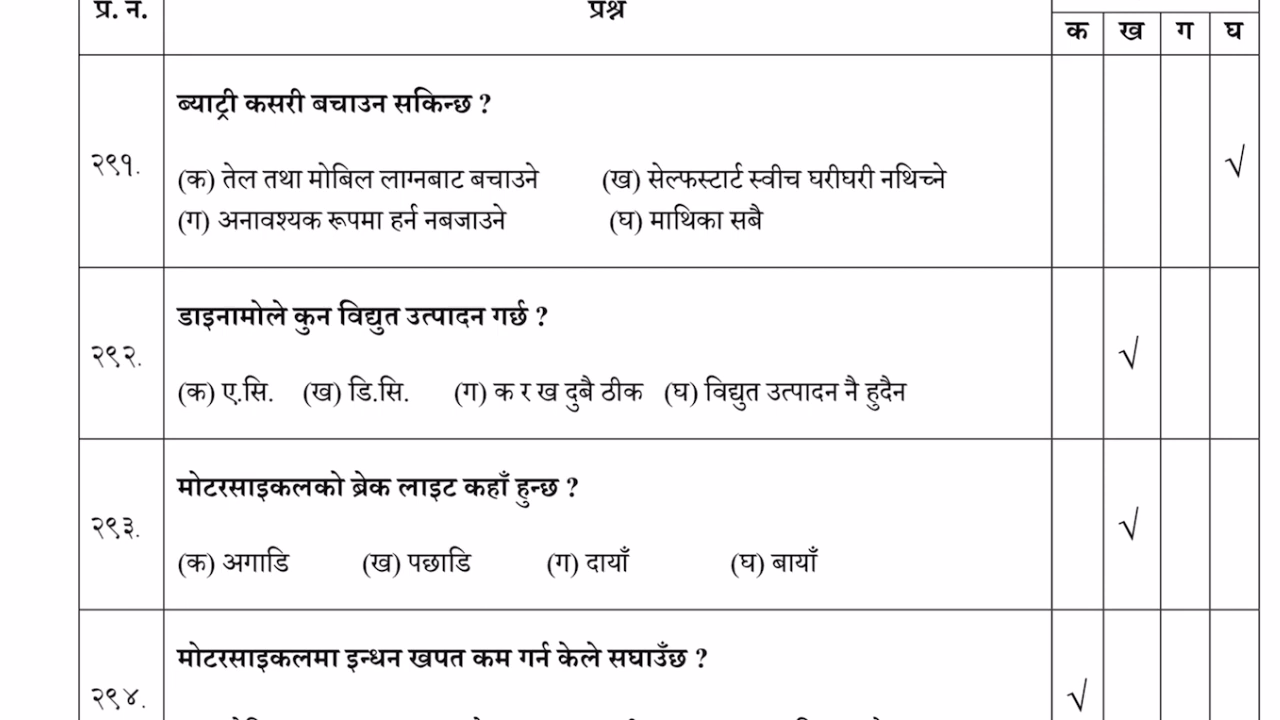 प्र. न. प्रश्न
क ख ग घ
२९१. ब्याट्री कसरी बचाउन सकिन्छ ?
(क) तेल तथा मोबिल लाग्नबाट बचाउने (ख) सेल्फस्टार्ट स्वीच घरीघरी नथिच्ने
(ग) अनावश्यक रूपमा हर्न नबजाउने (घ) माथिका सबै √
२९२. डाइनामोले कुन विद्युत उत्पादन गर्छ ?
(क) ए.सि. (ख) डि.सि. (ग) क र ख दुबै ठीक (घ) विद्युत उत्पादन नै हुदैन √
२९३. मोटरसाइकलको ब्रेक लाइट कहाँ हुन्छ ?
(क) अगाडि (ख) पछाडि (ग) दायाँ (घ) बायाँ √
२९४. मोटरसाइकलमा इन्धन खपत कम गर्न केले सघाउँछ ? √